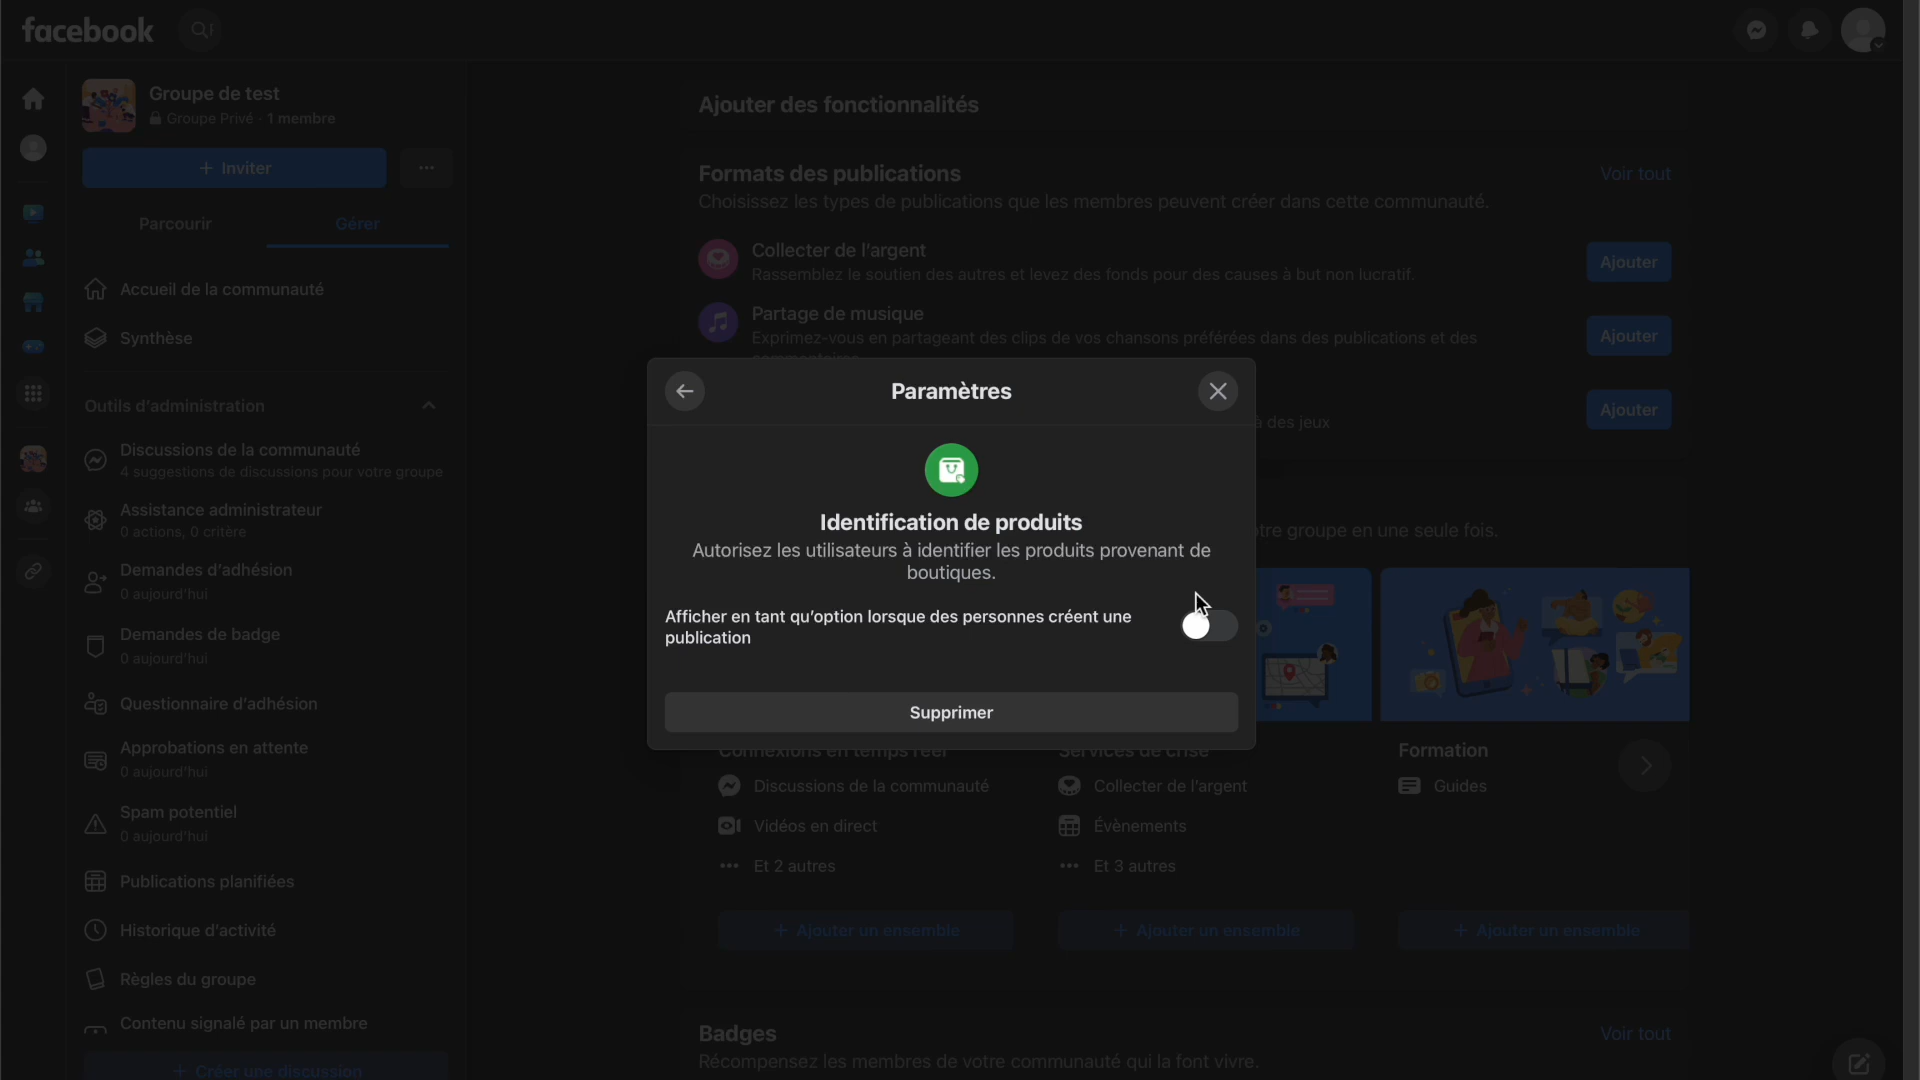 facebook
Groupe de test
Groupe Privé · 1 membre
+ Inviter
Parcourir
Gérer
Accueil de la communauté
Synthèse
Outils d'administration
Discussions de la communauté
4 suggestions de discussions pour votre groupe
Assistance administrateur
0 actions, 0 critère
Demandes d'adhésion
0 aujourd'hui
Demandes de badge
0 aujourd'hui
Questionnaire d'adhésion
Approbations en attente
0 aujourd'hui
Spam potentiel
0 aujourd'hui
Publications planifiées
Historique d'activité
Règles du groupe
Contenu signalé par un membre
+ Créer une discussion
Ajouter des fonctionnalités
Formats des publications
Voir tout
Choisissez les types de publications que les membres peuvent créer dans cette communauté.
Collecter de l'argent
Rassemblez le soutien des autres et levez des fonds pour des causes à but non lucratif.
Ajouter
Partage de musique
Exprimez-vous en partageant des clips de vos chansons préférées dans des publications et des
commentaires.
Ajouter
à des jeux
Ajouter
Paramètres
Identification de produits
Autorisez les utilisateurs à identifier les produits provenant de
boutiques.
Afficher en tant qu'option lorsque des personnes créent une
publication
Supprimer
groupe en une seule fois.
Connexions en temps réel
Discussions de la communauté
Vidéos en direct
Et 2 autres
+ Ajouter un ensemble
Services de crise
Collecter de l'argent
Évènements
Et 3 autres
+ Ajouter un ensemble
Formation
Guides
+ Ajouter un ensemble
Badges
Voir tout
Récompensez les membres de votre communauté qui la font vivre.